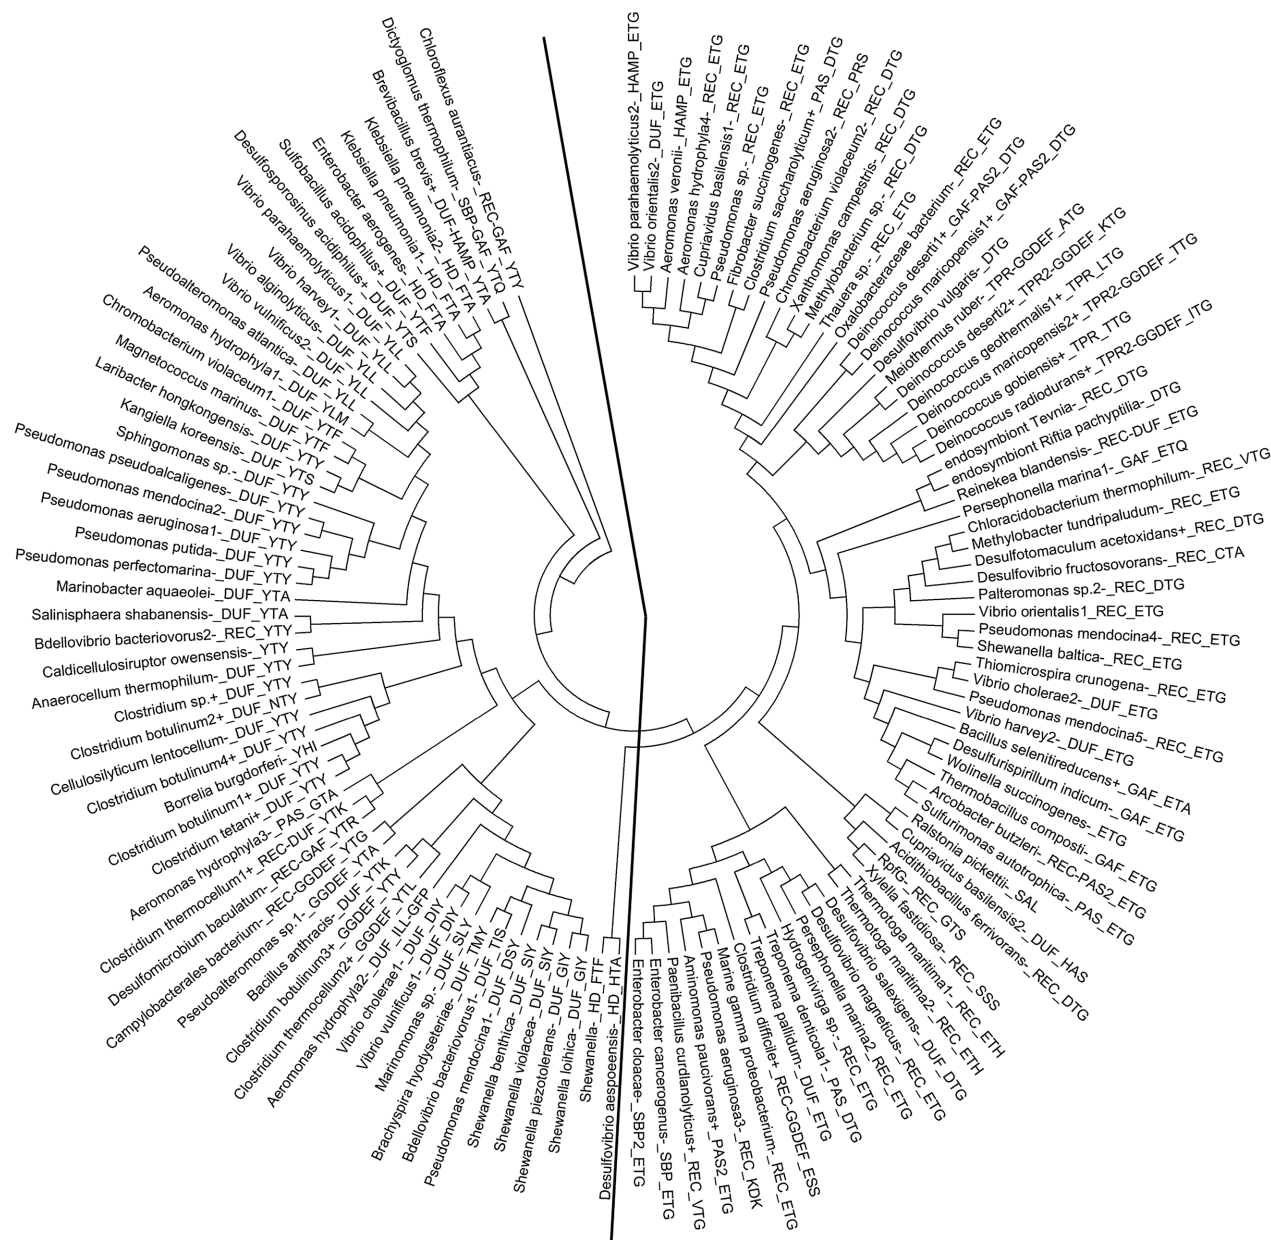 Vibrio parahaemolyticus2-_HAMP_ETG
Vibrio orientalis2-_DUF_ETG
Aeromonas veronii-_HAMP_ETG
Aeromonas hydrophyla4-_REC_ETG
Cupriavidus basilensis1-_REC_ETG
Pseudomonas sp.-_REC_ETG
Fibrobacter succinogenes-_REC_ETG
Clostridium saccharolyticum+_PAS_DTG
Pseudomonas aeruginosa2-_REC_PRS
Chromobacterium violaceum2-_REC_DTG
Xanthomonas campestris-_REC_DTG
Methylobacterium sp.-_REC_DTG
Thauera sp.-_REC_ETG
Oxalobacteraceae bacterium-_REC_ETG
Deinococcus deserti1+_GAF-PAS2_DTG
Deinococcus maricopensis1+_GAF-PAS2_DTG
Desulfovibrio vulgaris-_DTG
Meiothermus ruber-_TPR-GGDEF_ATG
Deinococcus deserti2+_TPR2-GGDEF_KTG
Deinococcus geothermalis1+_TPR_LTG
Deinococcus maricopensis2+_TPR2-GGDEF_TTG
Deinococcus gobiensis+_TPR_TTG
Deinococcus radiodurans+_TPR2-GGDEF_ITG
endosymbiont Tevnia-_REC_DTG
endosymbiont Riftia pachyptilia-_DTG
Reinekea blandensis-_REC-DUF_ETG
Persephonella marina1-_GAF_ETQ
Chloracidobacterium thermophilum-_REC_VTG
Methylobacter tundripaludum-_REC_ETG
Desulfotomaculum acetoxidans+_REC_DTG
Desulfovibrio fructosovorans-_REC_CTA
Palteromonas sp.2-_REC_DTG
Vibrio orientalis1_REC_ETG
Pseudomonas mendocina4-_REC_ETG
Shewanella baltica-_REC_ETG
Thiomicrospira crunogena-_REC_ETG
Vibrio cholerae2-_DUF_ETG
Pseudomonas mendocina5-_REC_ETG
Vibrio harvey2-_DUF_ETG
Bacillus selenitireducens+_GAF_ETA
Desulfurispirillum indicum-_GAF_ETG
Wolinella succinogenes-_ETG
Thermobacillus composti-_GAF_ETG
Arcobacter butzleri-_REC-PAS2_ETG
Sulfurimonas autotrophica-_PAS_ETG
Ralstonia pickettii-_SAL
Cupriavidus basilensis2-_DUF_HAS
Acidithiobacillus ferrivorans-_REC_DTG
RpfG-_REC_GTS
Xylella fastidiosa-_REC_SSS
Thermotoga maritima1_REC_ETH
Thermotoga maritima2-_REC_ETH
Desulfovibrio salexigens-_DUF_DTG
Desulfovibrio magneticus-_REC_ETG
Persephonella marina2_REC_ETG
Hydrogenivirga sp.-_REC_ETG
Treponema denticola1-_PAS_DTG
Treponema pallidum-_DUF_ETG
Clostridium difficile+_REC-GGDEF_ESS
Marine gamma proteobacterium-_REC_ETG
Pseudomonas aeruginosa3-_REC_KDK
Aminomonas paucivorans+_PAS2_ETG
Paenibacillus curdlanolyticus+_REC_VTG
Enterobacter cancerogenus-_SBP_ETG
Enterobacter cloacae-_SBP2_ETG
Desulfovibrio aespoeensis-_HD_HTA
Shewanella-_HD_FTF
Shewanella loihica-_DUF_GIY
Shewanella piezotolerans-_DUF_GIY
Shewanella violacea-_DUF_SIY
Shewanella benthica-_DUF_SIY
Pseudomonas mendocina1-_DUF_DSY
Bdellovibrio bacteriovorus1-_DUF_TIS
Brachyspira hyodyseteriae-_DUF_TMY
Marinomonas sp.-_DUF_SLY
Vibrio vulnificus1-_DUF_DIY
Vibrio cholerae1-_DUF_DIY
Aeromonas hydrophyla2-_DUF_ILL-GFP
Clostridium thermocellum2+_GGDEF_YTL
Clostridium botulinum3+_GGDEF_YTY
Bacillus anthracis-_DUF_YTK
Pseudoalteromonas sp.1-_GGDEF_YTA
Campylobacterales bacterium-_REC-GGDEF_YTG
Desulfomicrobium baculatum-_REC-GAF_YTR
Clostridium thermocellum1+_REC-DUF_YTK
Aeromonas hydrophyla3-_PAS_GTA
Clostridium tetani+_DUF_YTY
Clostridium botulinum1+_DUF_YTY
Borrelia burgdorferi-_YHI
Clostridium botulinum4+_DUF_YTY
Cellulosilyticum lentocellum-_DUF_YTY
Clostridium botulinum2+_DUF_NTY
Clostridium sp.+_DUF_YTY
Anaerocellum thermophilum-_DUF_YTY
Caldicellulosiruptor owensensis-_YTY
Bdellovibrio bacteriovorus2-_REC_YTY
Salinisphaera shabanensis-_DUF_YTA
Marinobacter aquaeolei-_DUF_YTA
Pseudomonas perfectomarina-_DUF_YTY
Pseudomonas putida-_DUF_YTY
Pseudomonas aeruginosa1-_DUF_YTY
Pseudomonas mendocina2-_DUF_YTY
Pseudomonas pseudoalcaligenes-_DUF_YTY
Sphingomonas sp.-_DUF_YTY
Kangiella koreensis-_DUF_YTS
Laribacter hongkongensis-_DUF_YTY
Magnetococcus marinus-_DUF_YTF
Chromobacterium violaceum1-_DUF_YTF
Aeromonas hydrophyla1-_DUF_YLM
Pseudoalteromonas atlantica-_DUF_YLL
Vibrio vulnificus2-_DUF_YLL
Vibrio alginolyticus-_DUF_YLL
Vibrio harvey1-_DUF_YLL
Vibrio parahaemolyticus1-_DUF_YLL
Desulfosporosinus acidiphilus+_DUF_YTS
Sulfobacillus acidophilus+_DUF_YTF
Enterobacter aerogenes-_HD_FTA
Klebsiella pneumonia1-_HD_FTA
Klebsiella pneumonia2_HD_FTA
Brevibacillus brevis+_DUF-HAMP_YTA
Dictyoglomus thermophilum-_SBP-GAF_YTQ
Chloroflexus aurantiacus-_REC-GAF_YTY